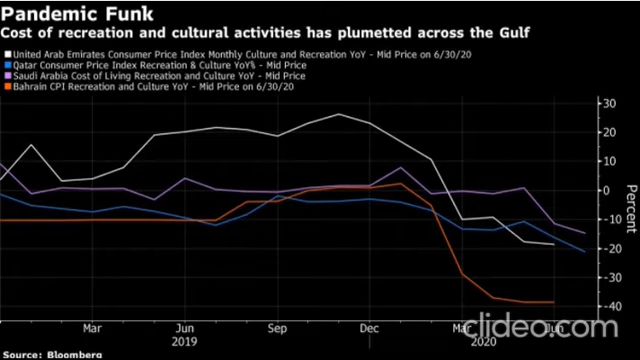 Pandemic Funk
Cost of recreation and cultural activities has plumetted across the Gulf
United Arab Emirates Consumer Price Index Monthly Culture and Recreation YoY - Mid Price on 6/30/20
Qatar Consumer Price Index Recreation & Culture YoY% - Mid Price
Saudi Arabia Cost of Living Recreation and Culture YoY - Mid Price
Bahrain CPI Recreation and Culture YoY - Mid Price on 6/30/20
30
20
10
0
-10
-20
-30
-40
Percent
Mar Jun Sep Dec Mar Jun
2019 2020
clideo.com
Source: Bloomberg